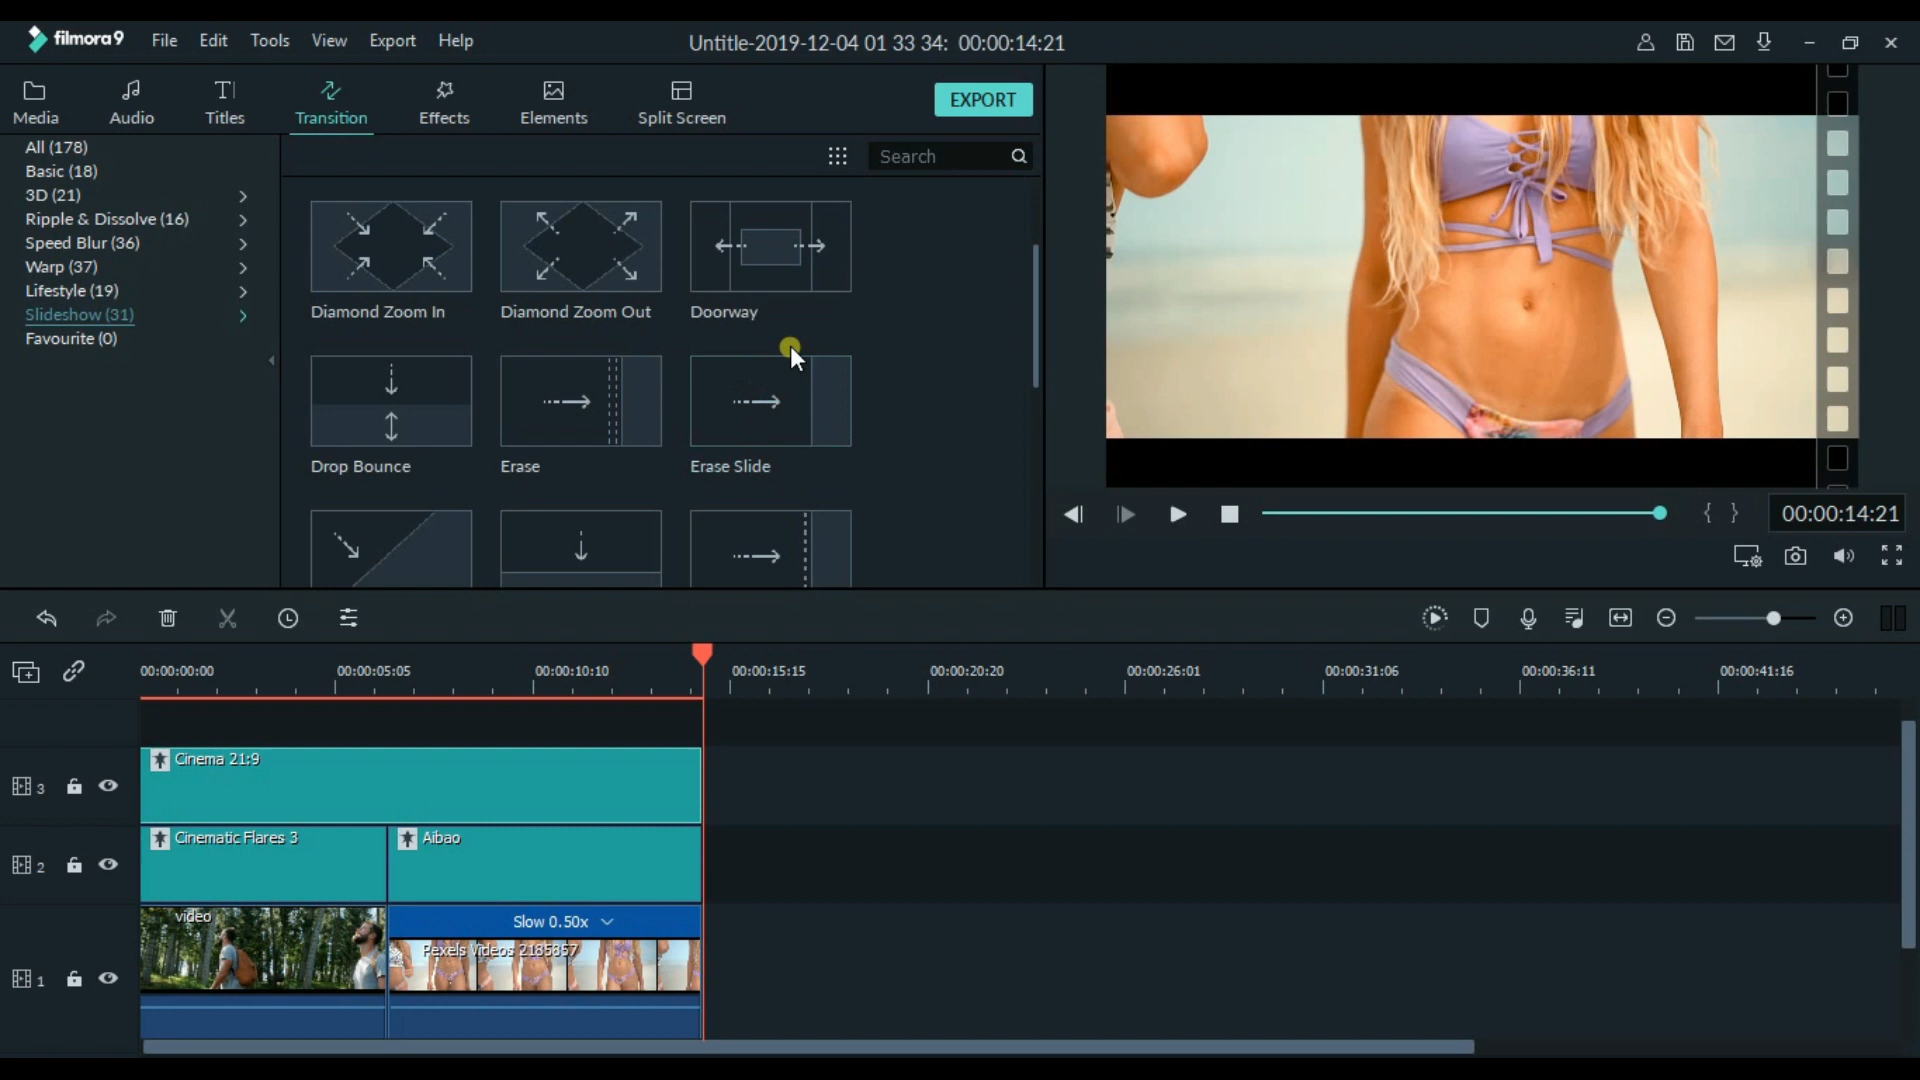 filmora9
File Edit Tools View Export Help
Untitle-2019-12-04 01 33 34: 00:00:14:21
Media Audio Titles Transition Effects Elements Split Screen
EXPORT
All (178)
Basic (18)
3D (21)
Ripple & Dissolve (16)
Speed Blur (36)
Warp (37)
Lifestyle (19)
Slideshow (31)
Favourite (0)
Search
Diamond Zoom In Diamond Zoom Out Doorway
Drop Bounce Erase Erase Slide
{ } 00:00:14:21
00:00:00:00 00:00:05:05 00:00:10:10 00:00:15:15 00:00:20:20 00:00:26:01 00:00:31:06 00:00:36:11 00:00:41:16
3 Cinema 21:9
2 Cinematic Flares 3 Aibao
video Slow 0.50x
Pexels Videos 2185857
1